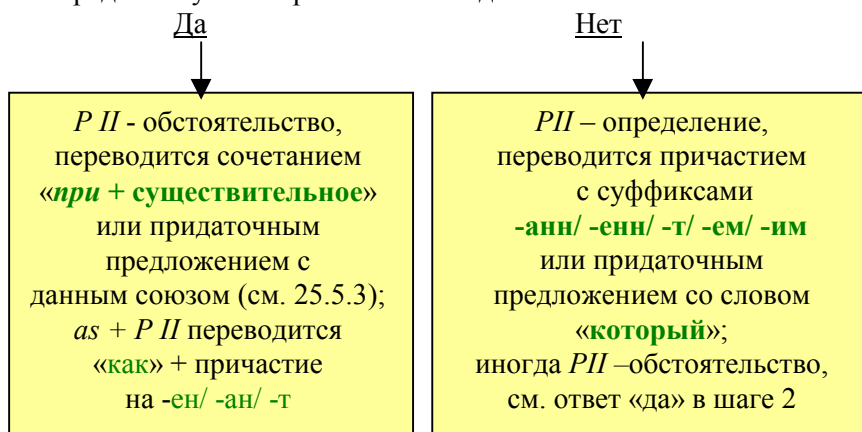 Да
Нет
P II - обстоятельство,
переводится сочетанием
«при + существительное»
или придаточным
предложением с
данным союзом (см. 25.5.3);
as + P II переводится
«как» + причастие
на -ен/ -ан/ -т
PII – определение,
переводится причастием
с суффиксами
-анн/ -енн/ -т/ -ем/ -им
или придаточным
предложением со словом
«который»;
иногда PII –обстоятельство,
см. ответ «да» в шаге 2